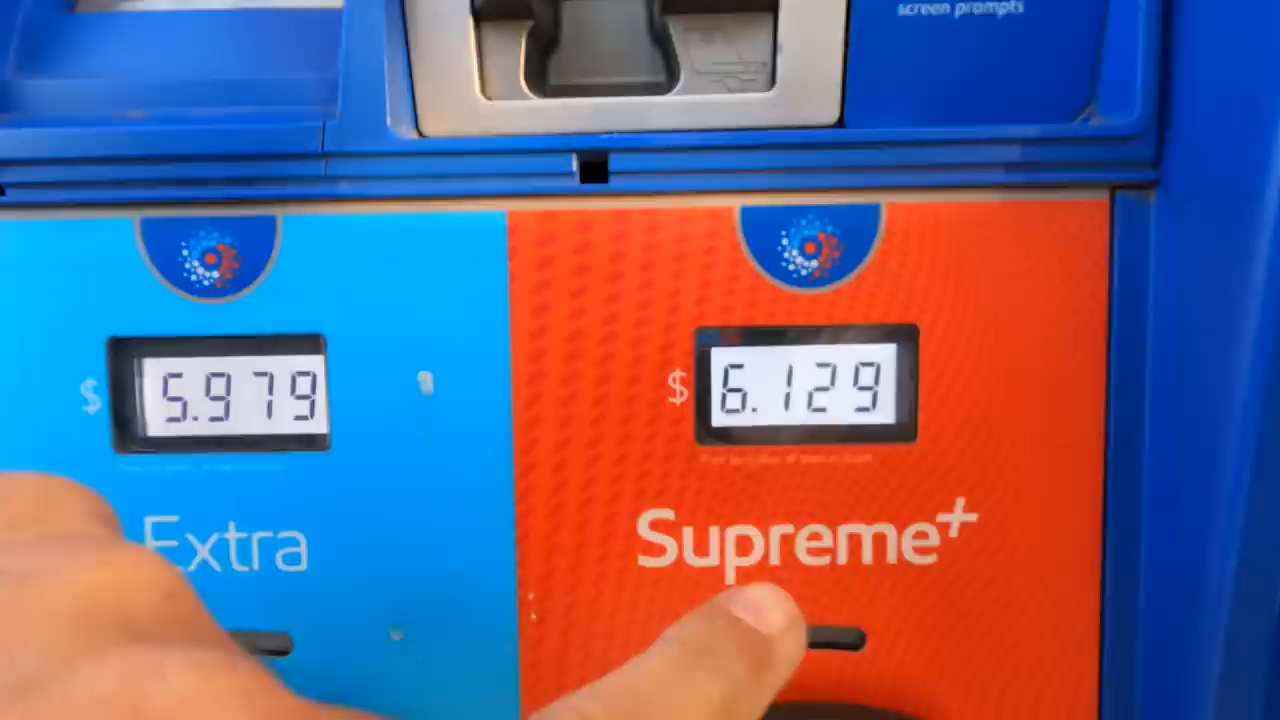 screen prompts
$ 5.979
$ 6.129
Extra
Supreme+